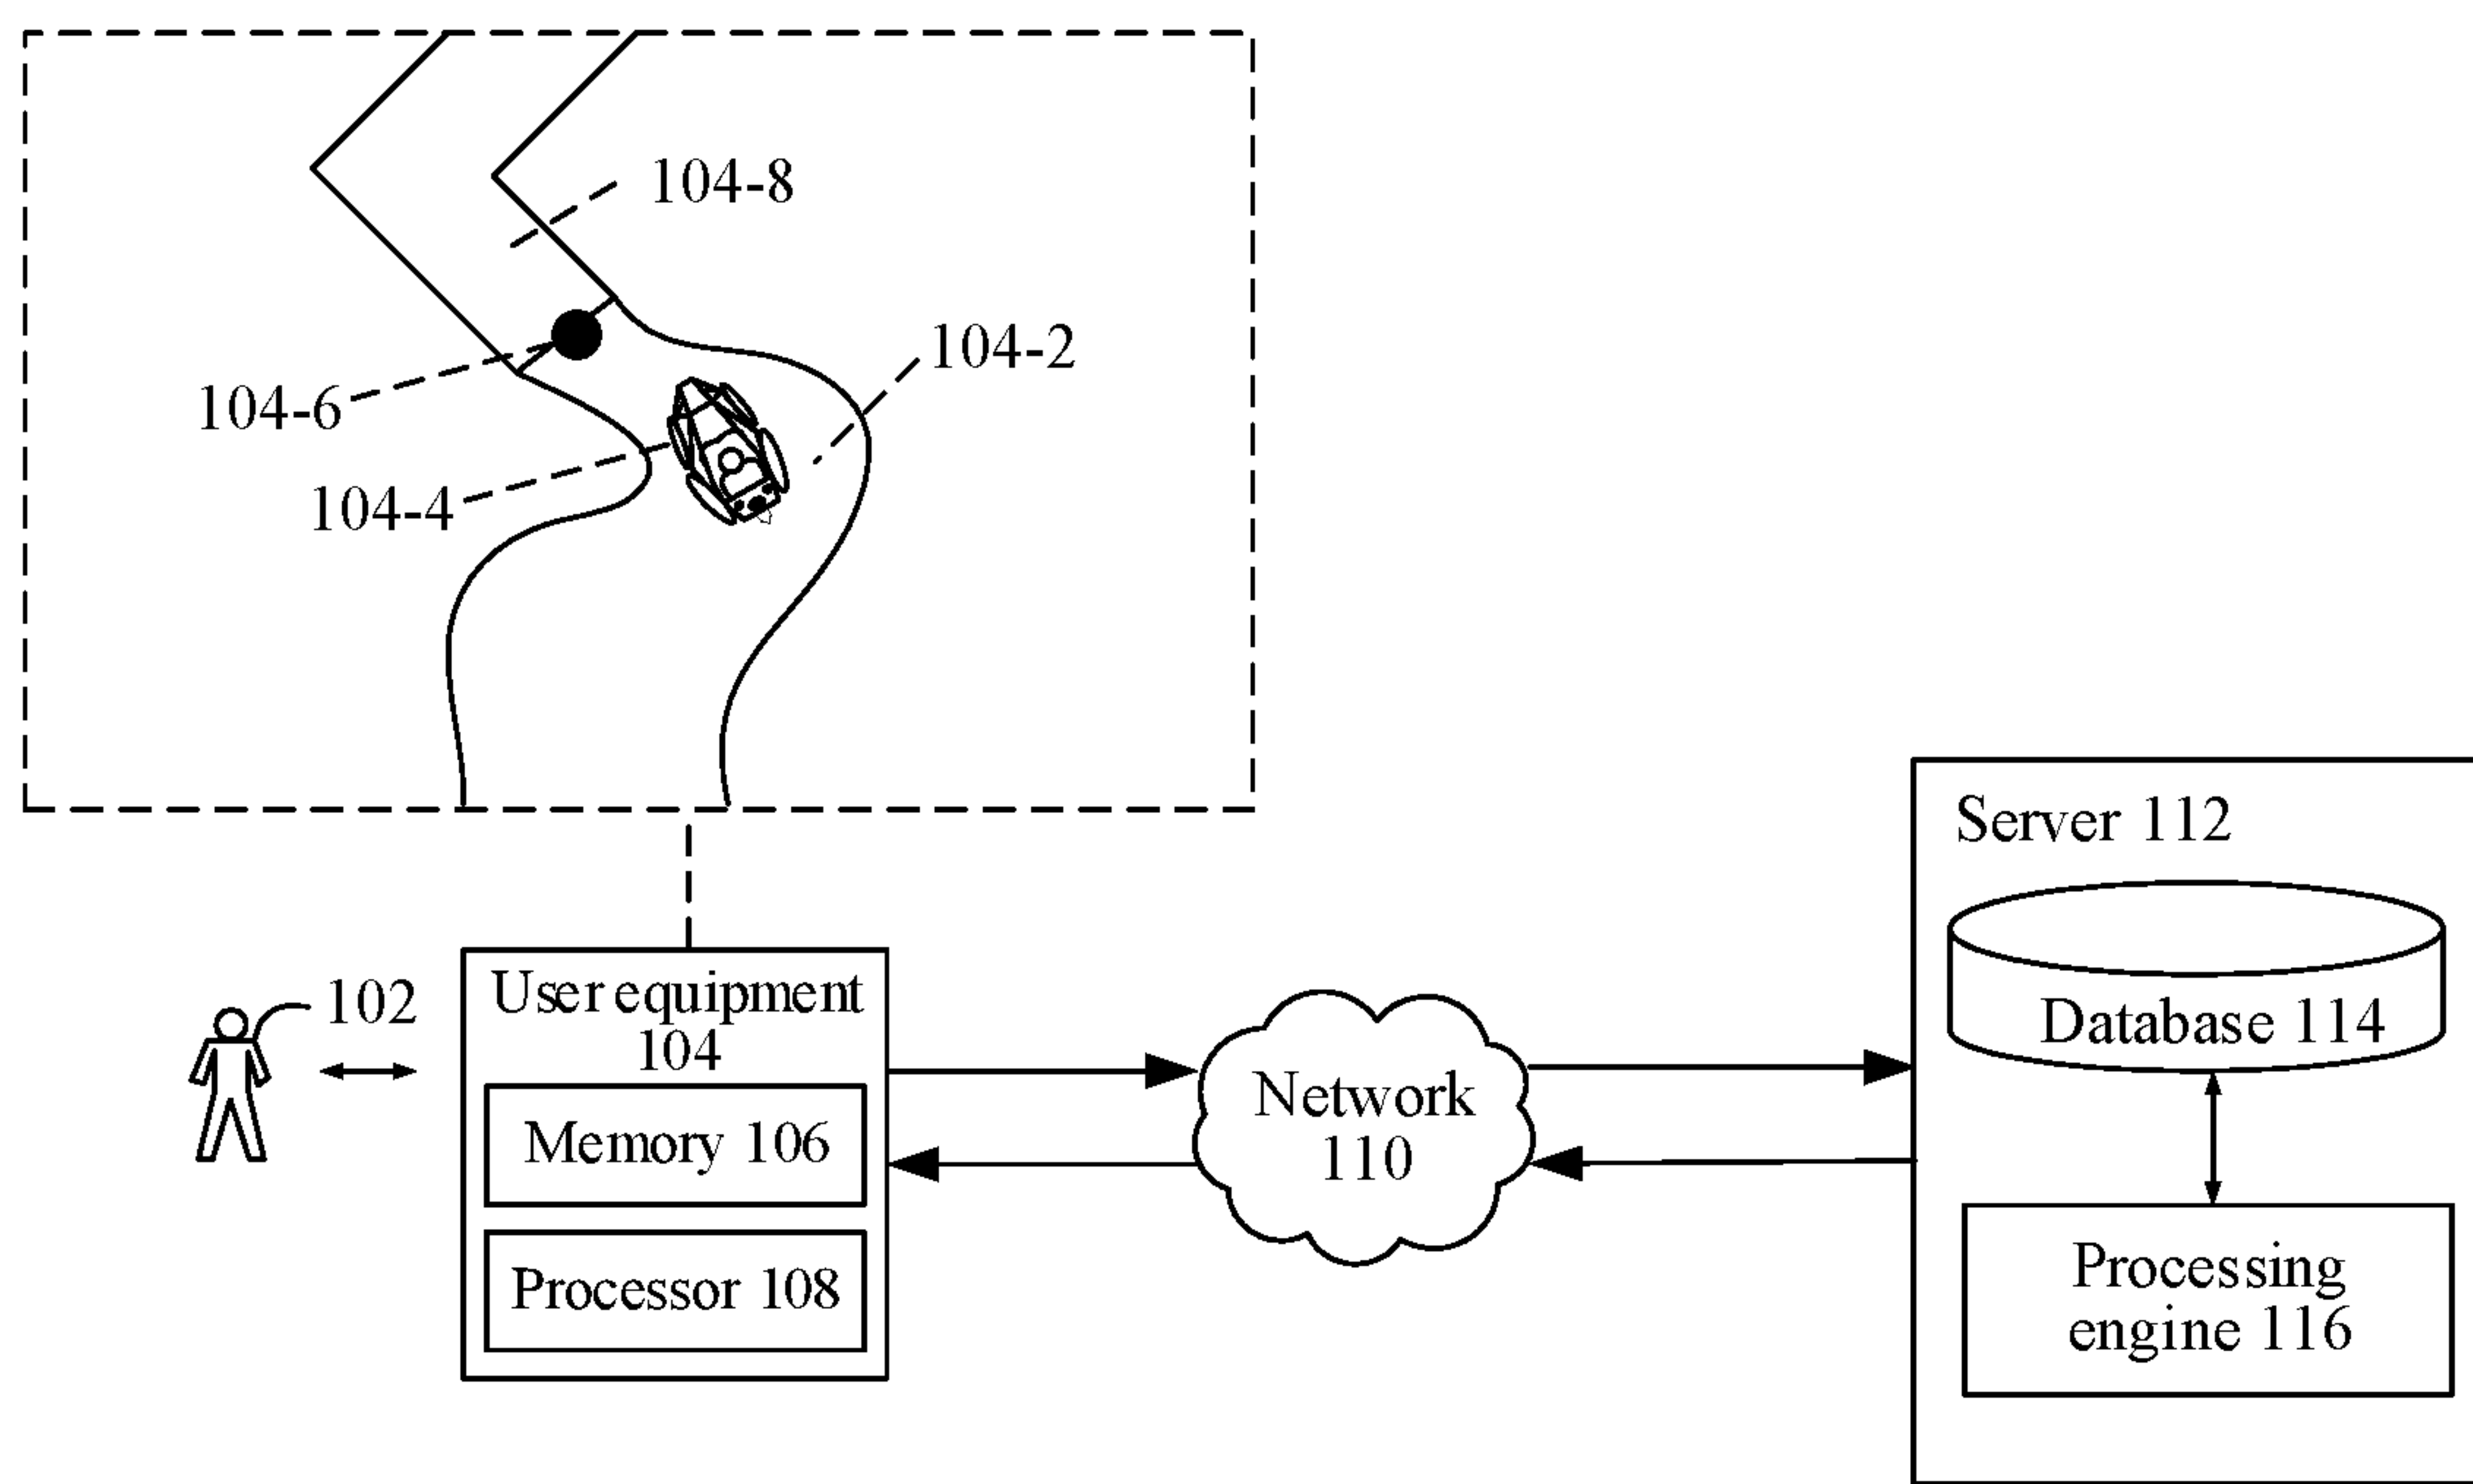 104-8
104-2
104-6
104-4
Server 112
Database 114
Processing
engine 116
102
User equipment
104
Memory 106
Processor 108
Network
110